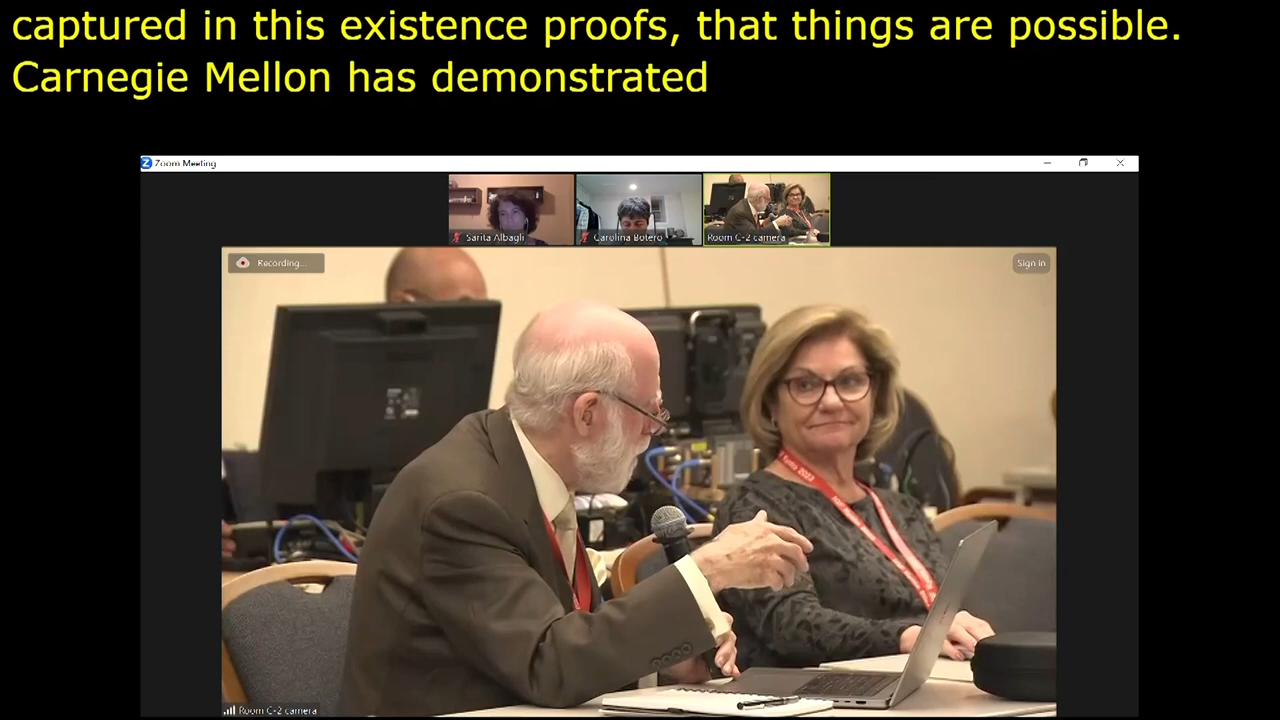 captured in this existence proofs, that things are possible.
Carnegie Mellon has demonstrated
Zoom Meeting
Sarita Albagli
Carolina Botero
Room C-2 camera
Recording...
Sign in
Room C-2 camera